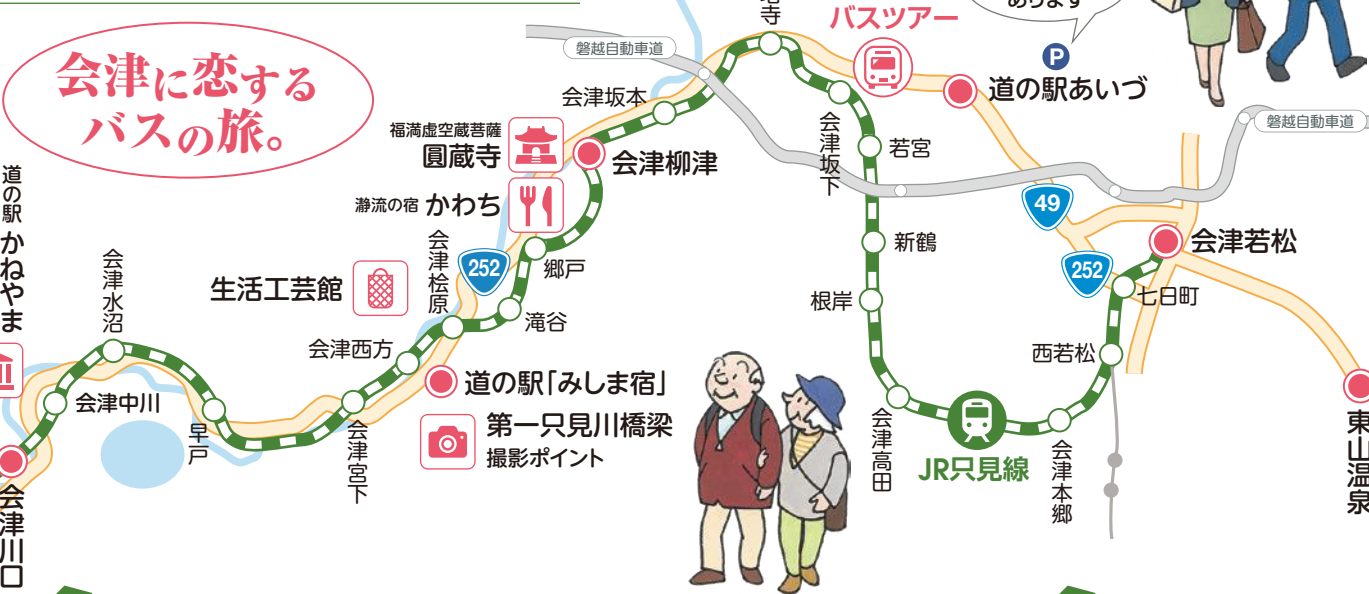 バスツアー
あります
P
道の駅あいづ
磐越自動車道
磐越自動車道
会津に恋する
バスの旅。
会津坂本
福満虚空蔵菩薩
圓蔵寺
会津柳津
瀞流の宿 かわち
郷戸
滝谷
会津桧原
252
生活工芸館
会津西方
道の駅「みしま宿」
第一只見川橋梁
撮影ポイント
会津宮下
早戸
会津水沼
会津中川
道の駅 かねやま
会津川口
会津坂下
若宮
新鶴
根岸
会津高田
JR只見線
会津本郷
西若松
七日町
会津若松
49
252
東山温泉